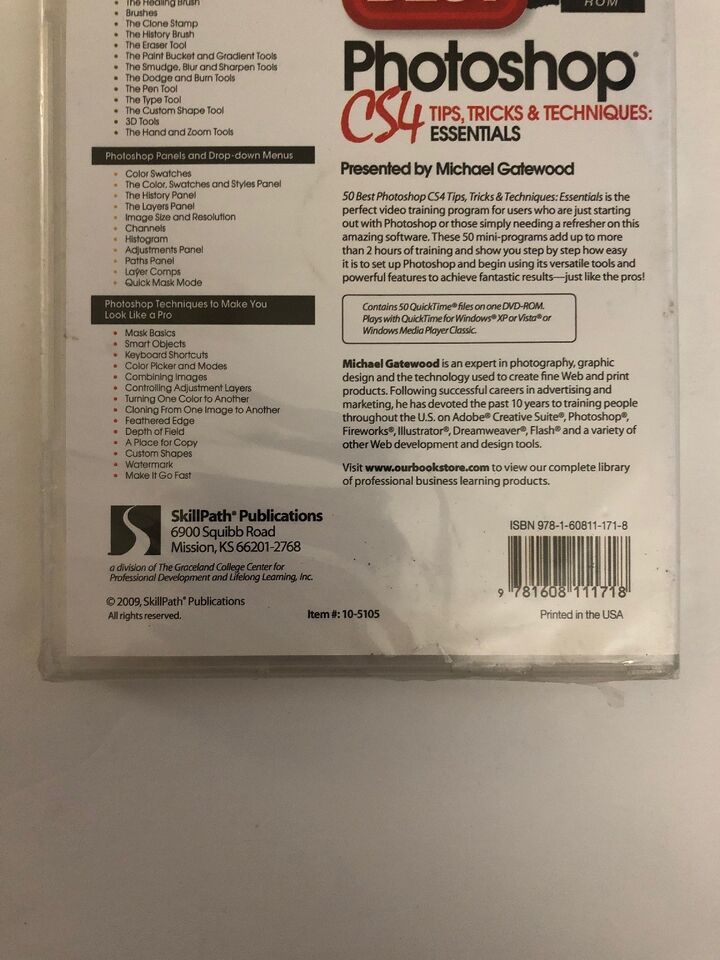 The Healing Brush
Brushes
The Clone Stamp
The History Brush
The Eraser Tool
The Paint Bucket and Gradient Tools
The Smudge, Blur and Sharpen Tools
The Dodge and Burn Tools
The Pen Tool
The Type Tool
The Custom Shape Tool
3D Tools
The Hand and Zoom Tools
Photoshop Panels and Drop-down Menus
Color Swatches
The Color, Swatches and Styles Panel
The History Panel
The Layers Panel
Image Size and Resolution
Channels
Histogram
Adjustments Panel
Paths Panel
Layer Comps
Quick Mask Mode
Photoshop Techniques to Make You
Look Like a Pro
Mask Basics
Smart Objects
Keyboard Shortcuts
Color Picker and Modes
Combining Images
Controlling Adjustment Layers
Turning One Color to Another
Cloning From One Image to Another
Feathered Edge
Depth of Field
A Place for Copy
Custom Shapes
Watermark
Make It Go Fast
SkillPath® Publications
6900 Squibb Road
Mission, KS 66201-2768
a division of The Graceland College Center for
Professional Development and Lifelong Learning, Inc.
© 2009, SkillPath® Publications
All rights reserved.
Item #: 10-5105
BEST
ROM
Photoshop®
CS4 TIPS, TRICKS & TECHNIQUES:
ESSENTIALS
Presented by Michael Gatewood
50 Best Photoshop CS4 Tips, Tricks & Techniques: Essentials is the
perfect video training program for users who are just starting
out with Photoshop or those simply needing a refresher on this
amazing software. These 50 mini-programs add up to more
than 2 hours of training and show you step by step how easy
it is to set up Photoshop and begin using its versatile tools and
powerful features to achieve fantastic results—just like the pros!
Contains 50 QuickTime® files on one DVD-ROM.
Plays with QuickTime for Windows® XP or Vista® or
Windows Media Player Classic.
Michael Gatewood is an expert in photography, graphic
design and the technology used to create fine Web and print
products. Following successful careers in advertising and
marketing, he has devoted the past 10 years to training people
throughout the U.S. on Adobe® Creative Suite®, Photoshop®,
Fireworks®, Illustrator®, Dreamweaver®, Flash® and a variety of
other Web development and design tools.
Visit www.ourbookstore.com to view our complete library
of professional business learning products.
ISBN 978-1-60811-171-8
9 781608 111718
Printed in the USA